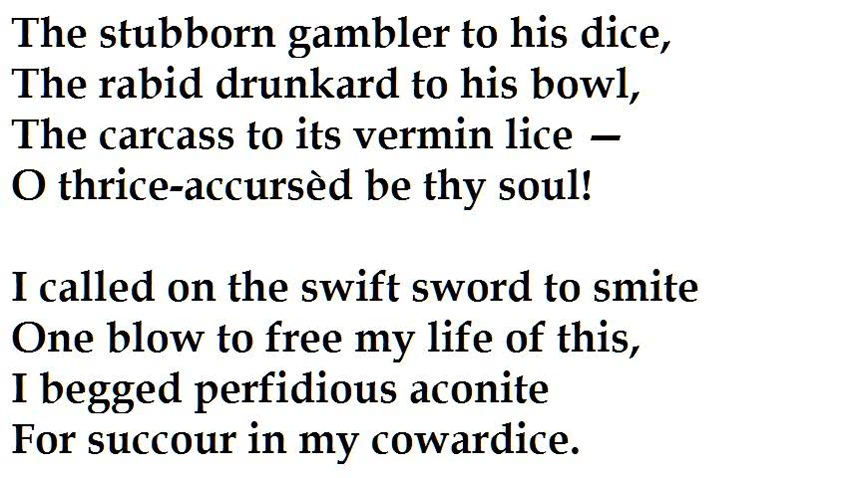 The stubborn gambler to his dice,
The rabid drunkard to his bowl,
The carcass to its vermin lice —
O thrice-accursèd be thy soul!

I called on the swift sword to smite
One blow to free my life of this,
I begged perfidious aconite
For succour in my cowardice.